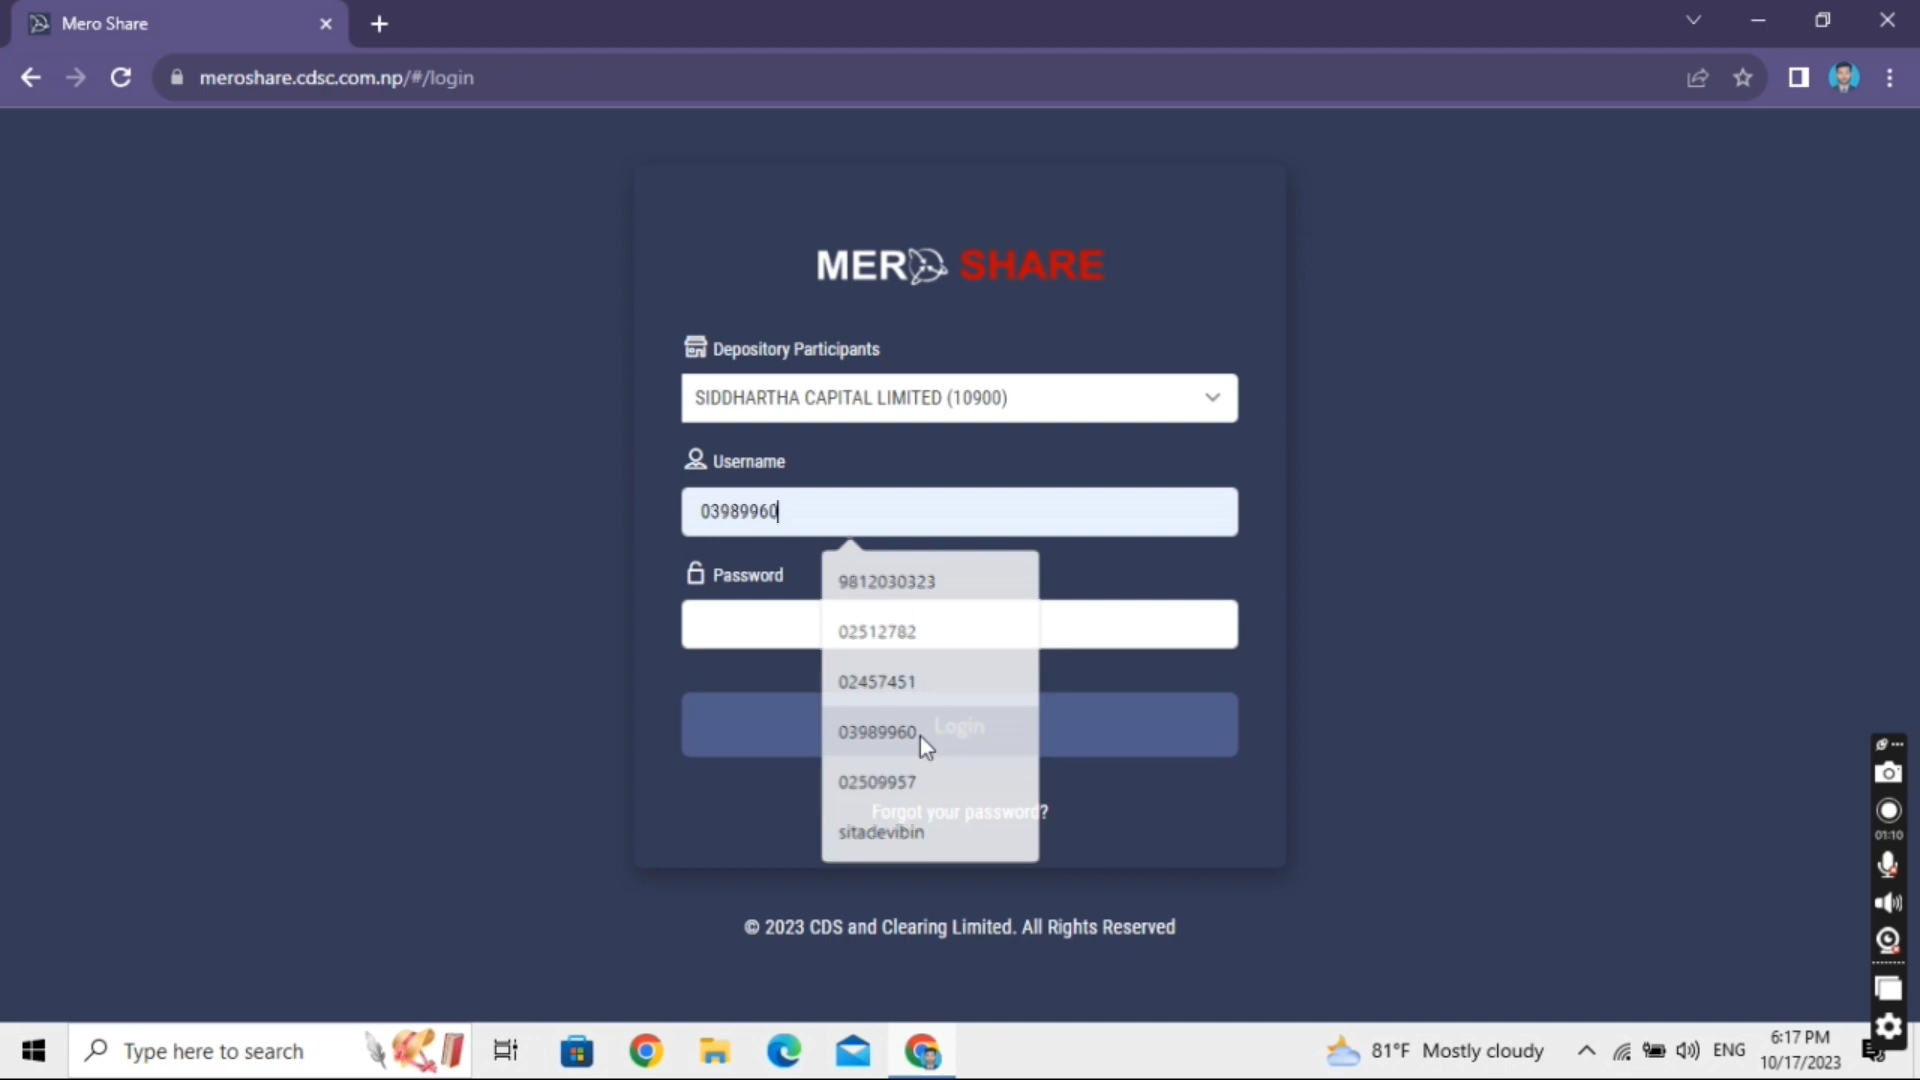 Mero Share
meroshare.cdsc.com.np/#/login
MERO SHARE
Depository Participants
SIDDHARTHA CAPITAL LIMITED (10900)
Username
03989960
Password
9812030323
02512782
02457451
03989960
Login
02509957
Forgot your password?
sitadevibin
© 2023 CDS and Clearing Limited. All Rights Reserved
01:10
Type here to search
81°F Mostly cloudy
ENG
6:17 PM
10/17/2023